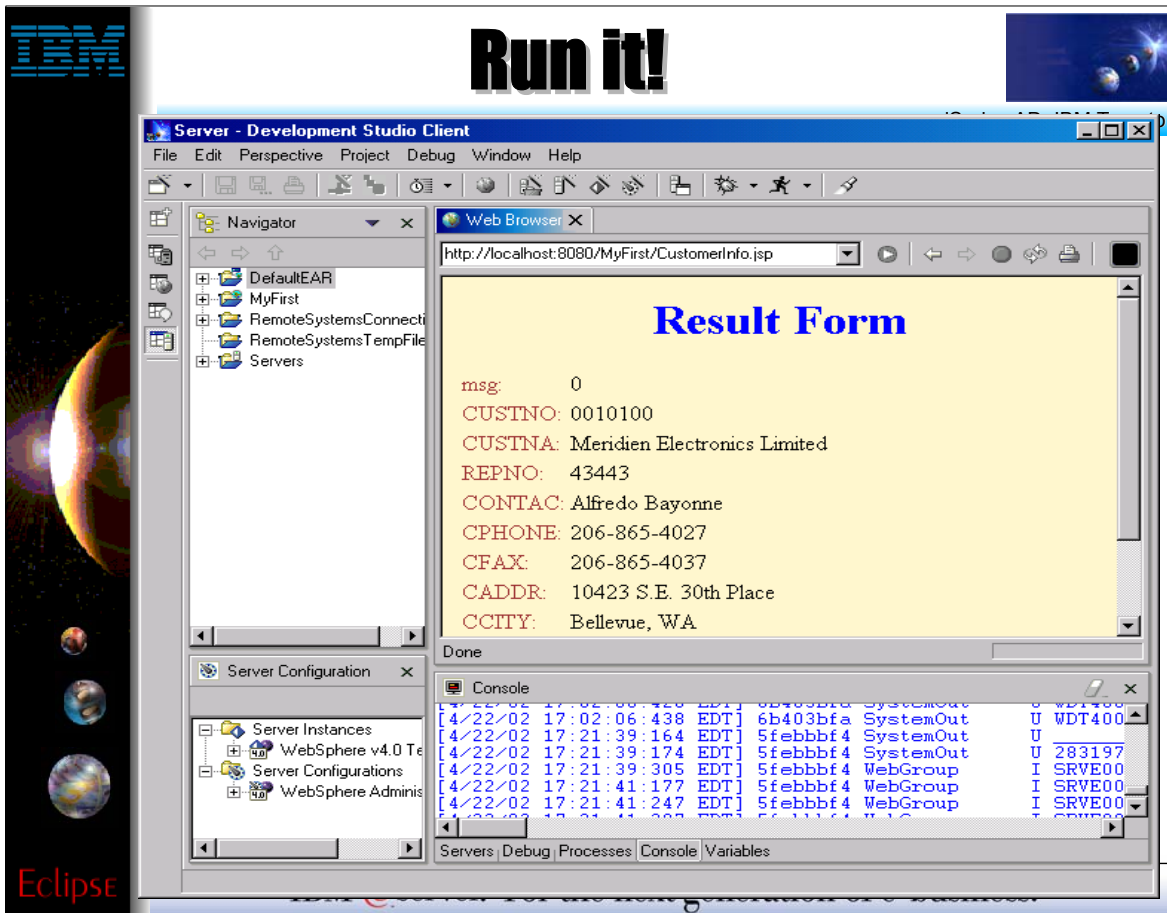 IBM
Run it!
Server - Development Studio Client
File Edit Perspective Project Debug Window Help
Navigator
DefaultEAR
MyFirst
RemoteSystemsConnecti
RemoteSystemsTempFile
Servers
Web Browser
http://localhost:8080/MyFirst/CustomerInfo.jsp
Result Form
msg: 0
CUSTNO: 0010100
CUSTNA: Meridien Electronics Limited
REPNO: 43443
CONTAC: Alfredo Bayonne
CPHONE: 206-865-4027
CFAX: 206-865-4037
CADDR: 10423 S.E. 30th Place
CCITY: Bellevue, WA
Done
Server Configuration
Server Instances
WebSphere v4.0 Te
Server Configurations
WebSphere Adminis
Console
[4/22/02 17:02:06:438 EDT] 6b403bfa SystemOut U WDT400
[4/22/02 17:21:39:164 EDT] 5febbbf4 SystemOut U
[4/22/02 17:21:39:174 EDT] 5febbbf4 SystemOut U 283197
[4/22/02 17:21:39:305 EDT] 5febbbf4 WebGroup I SRVE00
[4/22/02 17:21:41:177 EDT] 5febbbf4 WebGroup I SRVE00
[4/22/02 17:21:41:247 EDT] 5febbbf4 WebGroup I SRVE00
Servers Debug Processes Console Variables
Eclipse